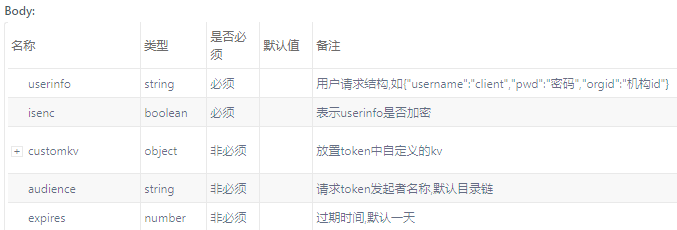 Body:
名称 类型 是否必须 默认值 备注
userinfo string 必须 用户请求结构,如{"username":"client","pwd":"密码","orgid":"机构id"}
isenc boolean 必须 表示userinfo是否加密
customkv object 非必须 放置token中自定义的kv
audience string 非必须 请求token发起者名称,默认目录链
expires number 非必须 过期时间,默认一天